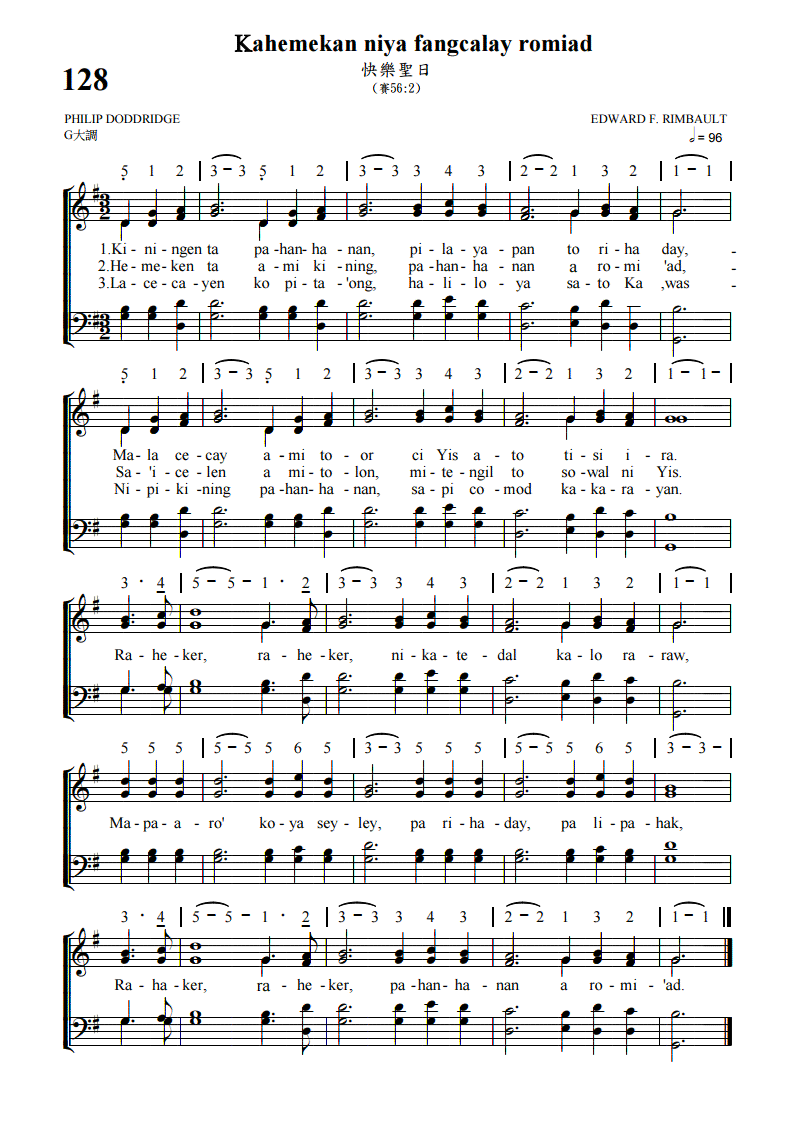 Kahemekan niya fangcalay romiad
快樂聖日
128
（賽56:2）
PHILIP DODDRIDGE
EDWARD F. RIMBAULT
G大調
= 96
5 1 2 | 3 - 3 5 1 2 | 3 - 3 3 4 3 | 2 - 2 1 3 2 | 1 - 1 |
1.Ki - ni - ngen ta pa - han - ha - nan, pi - la - ya - pan to ri - ha day, -
2.He - me - ken ta a - mi ki - ning, pa - han - ha - nan a ro - mi 'ad, -
3.La - ce - ca - yen ko pi - ta - 'ong, ha - li - lo - ya sa - to Ka ,was -
5 1 2 | 3 - 3 5 1 2 | 3 - 3 3 4 3 | 2 - 2 1 3 2 | 1 - 1 - |
Ma - la ce - cay a - mi to - or ci Yis a - to ti - si i - ra.
Sa - 'i - ce - len a mi - to - lon, mi - te - ngil to so - wal ni Yis.
Ni - pi - ki - ning pa - han - ha - nan, sa - pi co - mod ka - ka - ra - yan.
3 · 4 | 5 - 5 - 1 · 2 | 3 - 3 3 4 3 | 2 - 2 1 3 2 | 1 - 1 |
Ra - he - ker, ra - he - ker, ni - ka - te - dal ka - lo ra - raw,
5 5 5 | 5 - 5 5 6 5 | 3 - 3 5 5 5 | 5 - 5 5 6 5 | 3 - 3 - |
Ma - pa - a - ro' ko - ya sey - ley, pa ri - ha - day, pa li - pa - hak,
3 · 4 | 5 - 5 - 1 · 2 | 3 - 3 3 4 3 | 2 - 2 1 3 2 | 1 - 1 ||
Ra - ha - ker, ra - he - ker, pa - han - ha - nan a ro - mi - 'ad.